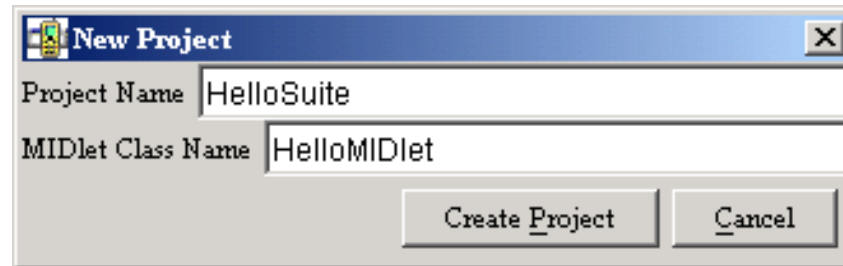 New Project
Project Name HelloSuite
MIDlet Class Name HelloMIDlet
Create Project Cancel